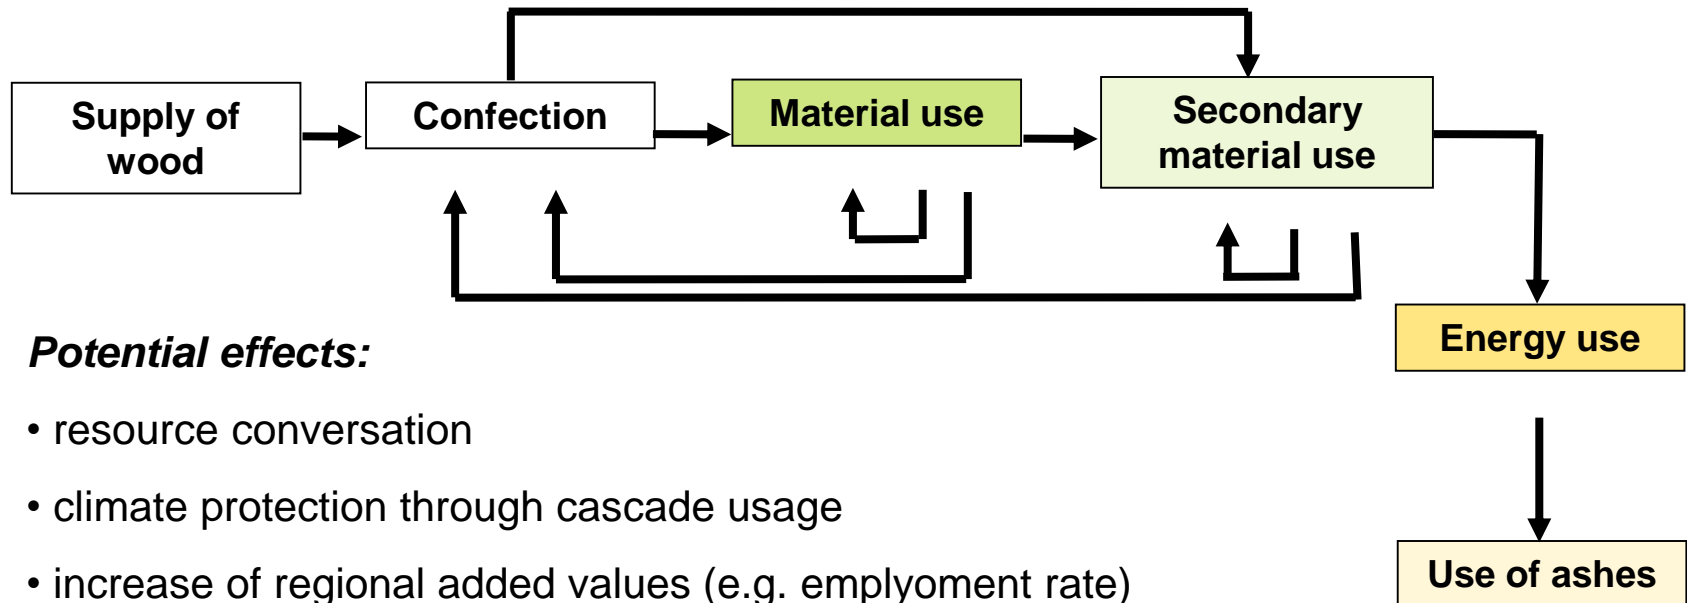 Supply of
wood
Confection
Material use
Secondary
material use
Energy use
Potential effects:
• resource conversation
• climate protection through cascade usage
• increase of regional added values (e.g. emplyoment rate)
Use of ashes